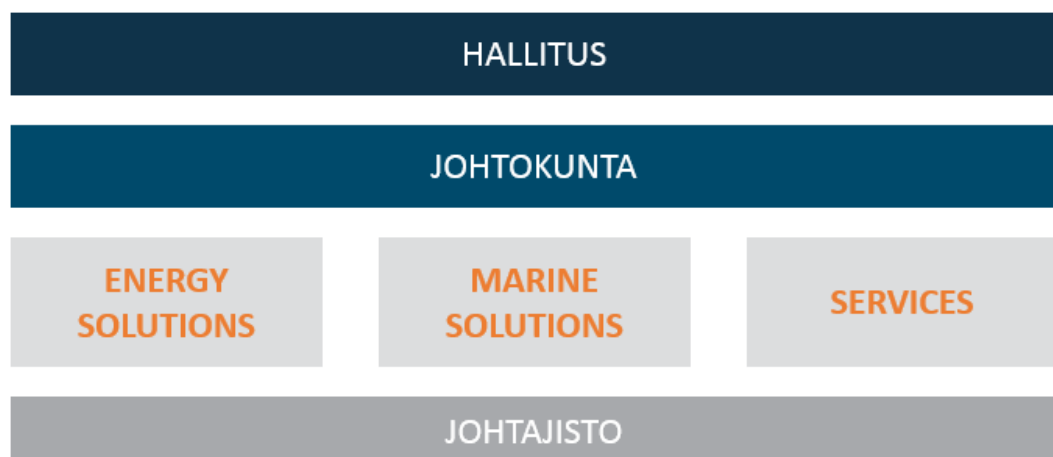 HALLITUS
JOHTOKUNTA
ENERGY
SOLUTIONS
MARINE
SOLUTIONS
SERVICES
JOHTAJISTO